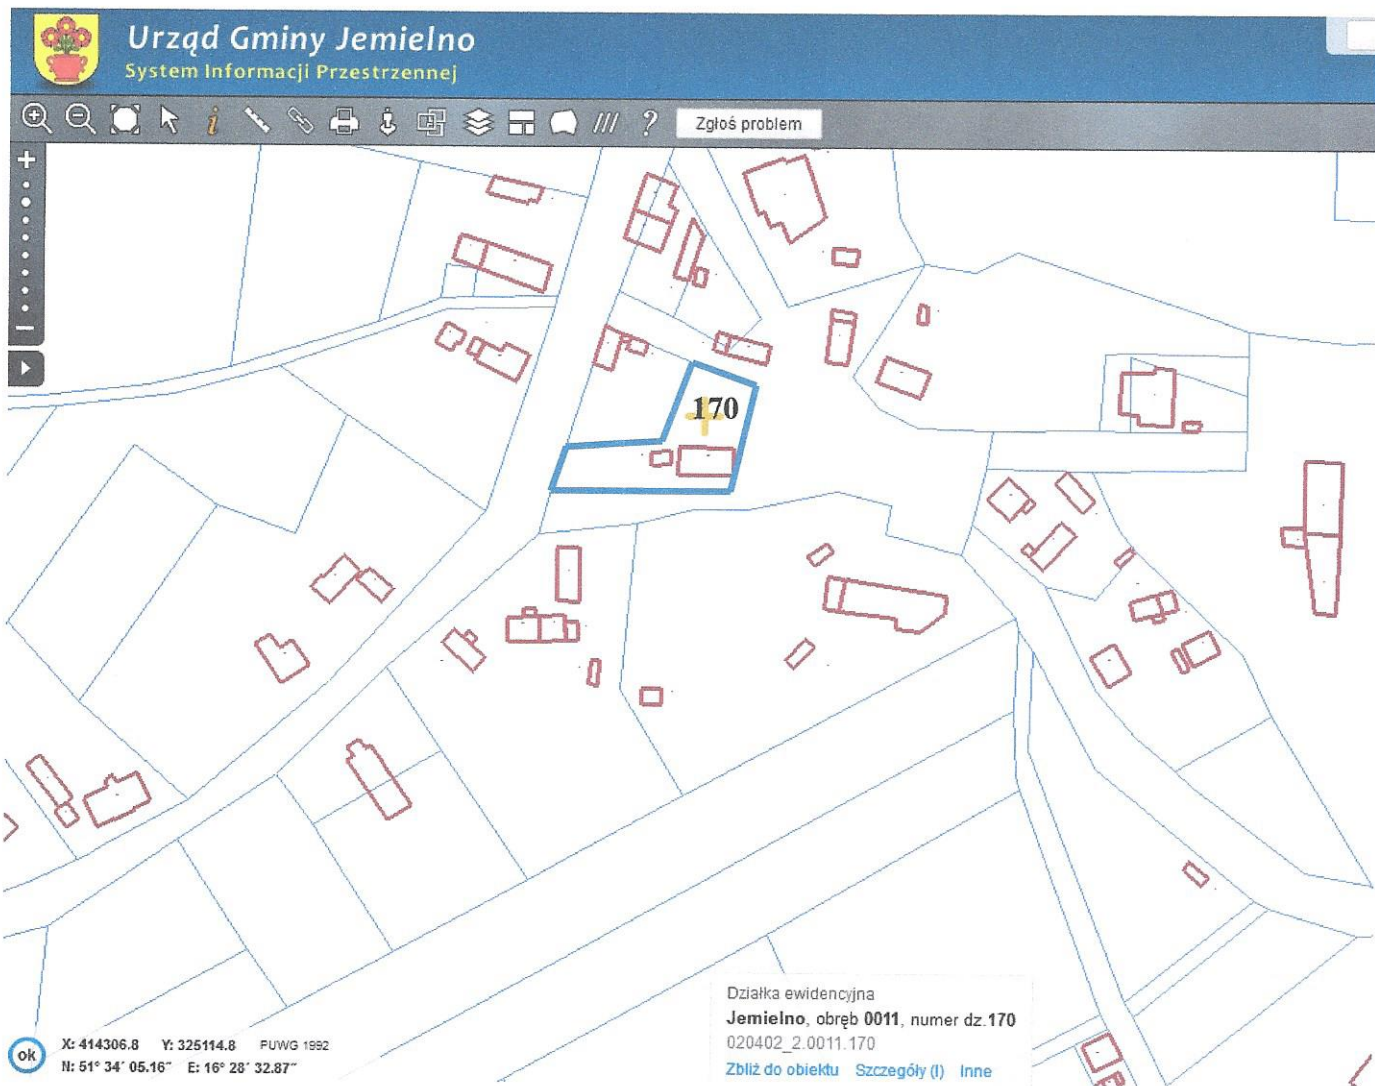 Urząd Gminy Jemielno
System Informacji Przestrzennej
Zgłoś problem
170
Działka ewidencyjna
Jemielno, obręb 0011, numer dz.170
020402_2.0011.170
Zbliż do obiektu Szczegóły (I) Inne
ok
X: 414306.8 Y: 325114.8 PUWG 1992
N: 51° 34' 05.16" E: 16° 28' 32.87"